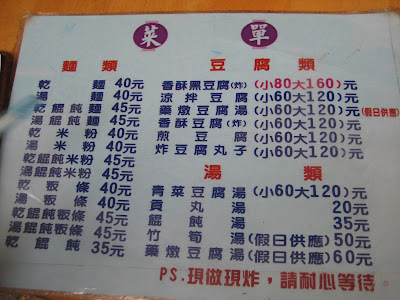 菜單
麵類
乾麵 40元
湯麵 40元
乾餛飩麵 45元
湯餛飩麵 45元
乾米粉 40元
湯米粉 40元
乾餛飩米粉 45元
湯餛飩米粉 45元
乾粄條 40元
湯粄條 40元
乾餛飩粄條 45元
湯餛飩粄條 45元
乾餛飩 35元
豆腐類
香酥黑豆腐(炸)(小80大160)元
涼拌豆腐(小60大120)元
藥燉豆腐湯(小60大120)元(假日供應)
香酥豆腐(炸)(小60大120)元
煎豆腐(小60大120)元
炸豆腐丸子(小60大120)元
湯類
青菜豆腐湯(小60大120)元
貢丸湯 20元
餛飩湯 35元
竹筍湯(假日供應)50元
藥燉豆腐湯(假日供應)60元
PS.現做現炸，請耐心等待